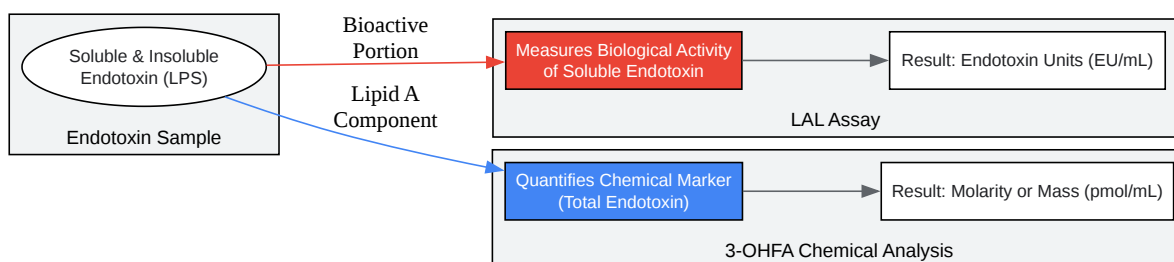 Soluble & Insoluble
Endotoxin (LPS)
Endotoxin Sample
Bioactive
Portion
Lipid A
Component
Measures Biological Activity
of Soluble Endotoxin
Result: Endotoxin Units (EU/mL)
LAL Assay
Quantifies Chemical Marker
(Total Endotoxin)
Result: Molarity or Mass (pmol/mL)
3-OHFA Chemical Analysis